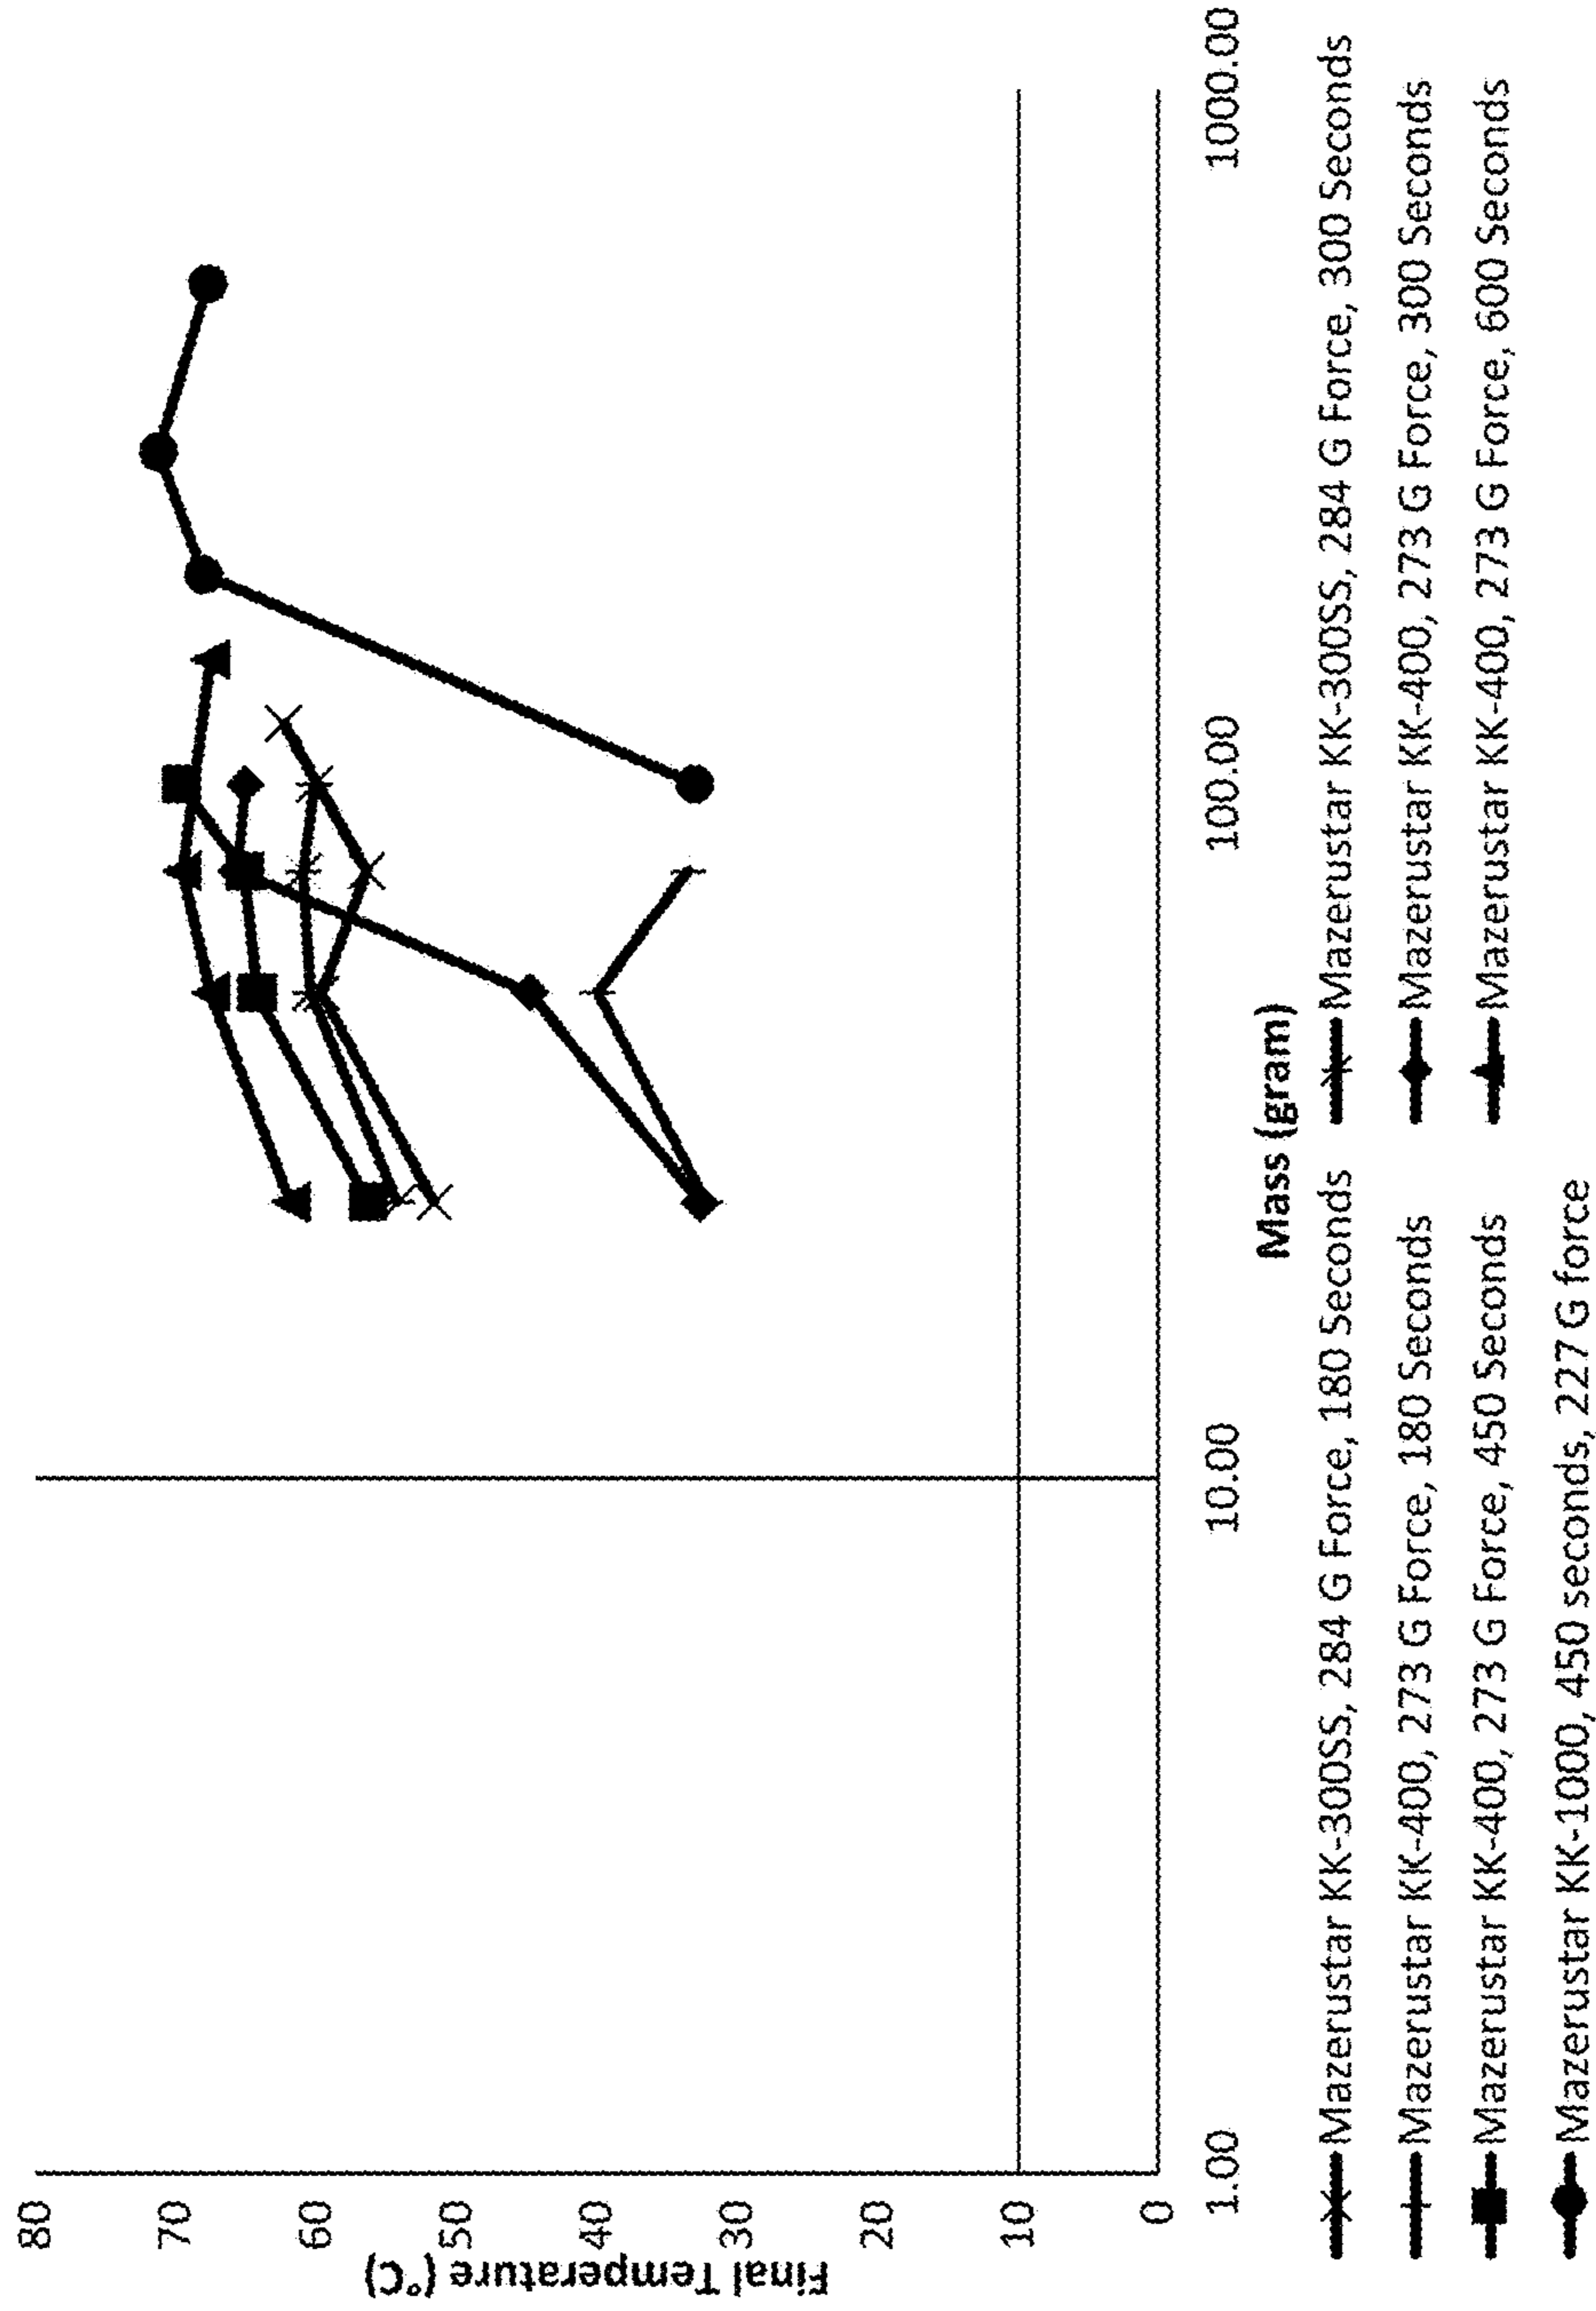 80
70
60
50
40
30
20
10
0
Final Temperature (°C)
1.00
10.00
100.00
1000.00
Mass (gram)
Mazerustar KK-300SS, 284 G Force, 180 Seconds
Mazerustar KK-300SS, 284 G Force, 300 Seconds
Mazerustar KK-400, 273 G Force, 180 Seconds
Mazerustar KK-400, 273 G Force, 300 Seconds
Mazerustar KK-400, 273 G Force, 450 Seconds
Mazerustar KK-400, 273 G Force, 600 Seconds
Mazerustar KK-1000, 450 seconds, 227 G force